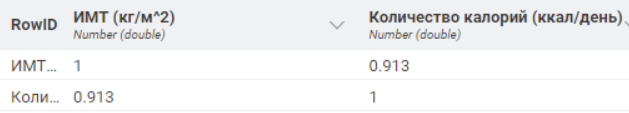 RowID ИМТ (кг/м^2) Количество калорий (ккал/день)
Number (double) Number (double)
ИМТ... 1 0.913
Коли... 0.913 1